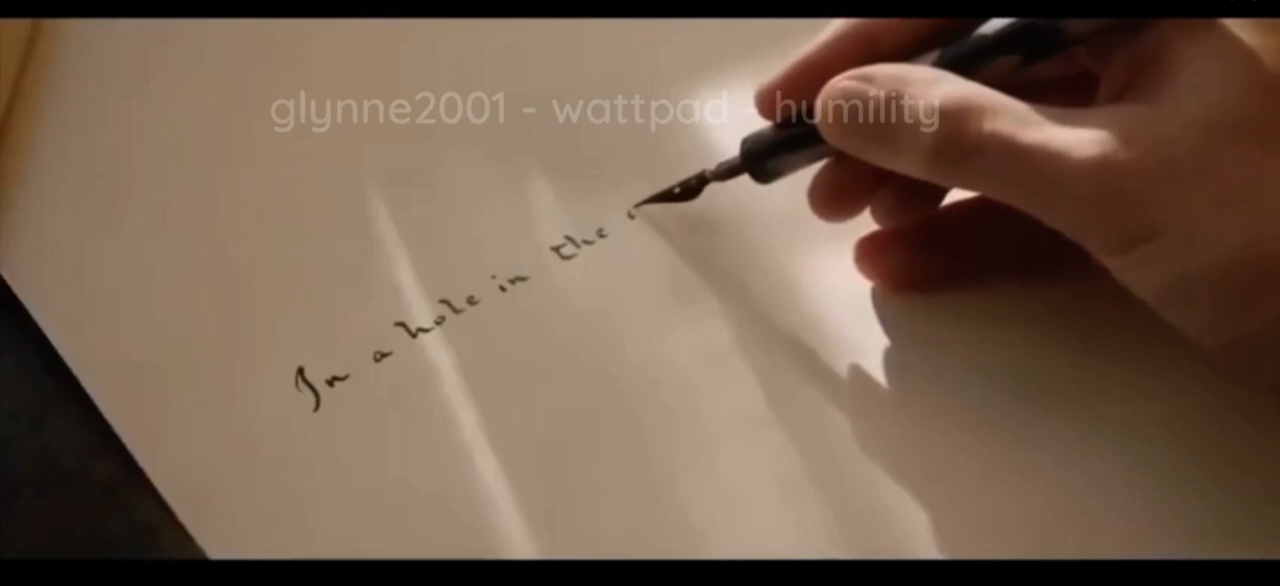 glynne2001 - wattpad - humility
In a hole in the